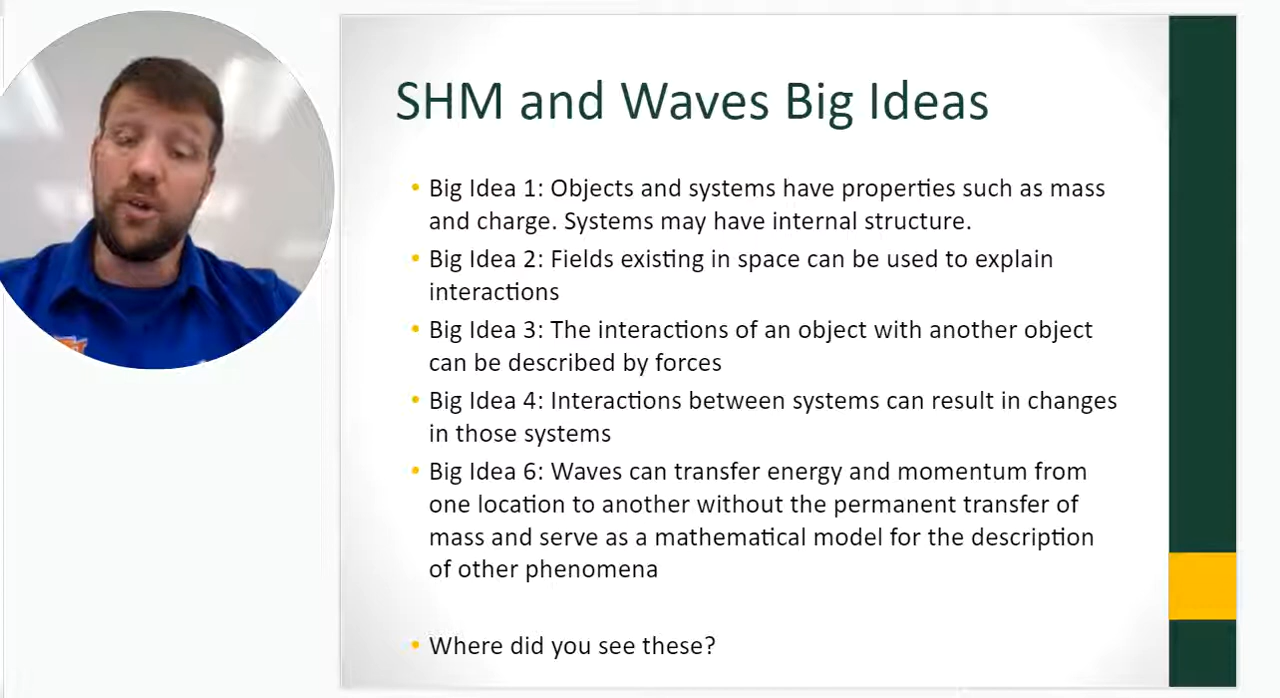 SHM and Waves Big Ideas
• Big Idea 1: Objects and systems have properties such as mass
and charge. Systems may have internal structure.
• Big Idea 2: Fields existing in space can be used to explain
interactions
• Big Idea 3: The interactions of an object with another object
can be described by forces
• Big Idea 4: Interactions between systems can result in changes
in those systems
• Big Idea 6: Waves can transfer energy and momentum from
one location to another without the permanent transfer of
mass and serve as a mathematical model for the description
of other phenomena
• Where did you see these?